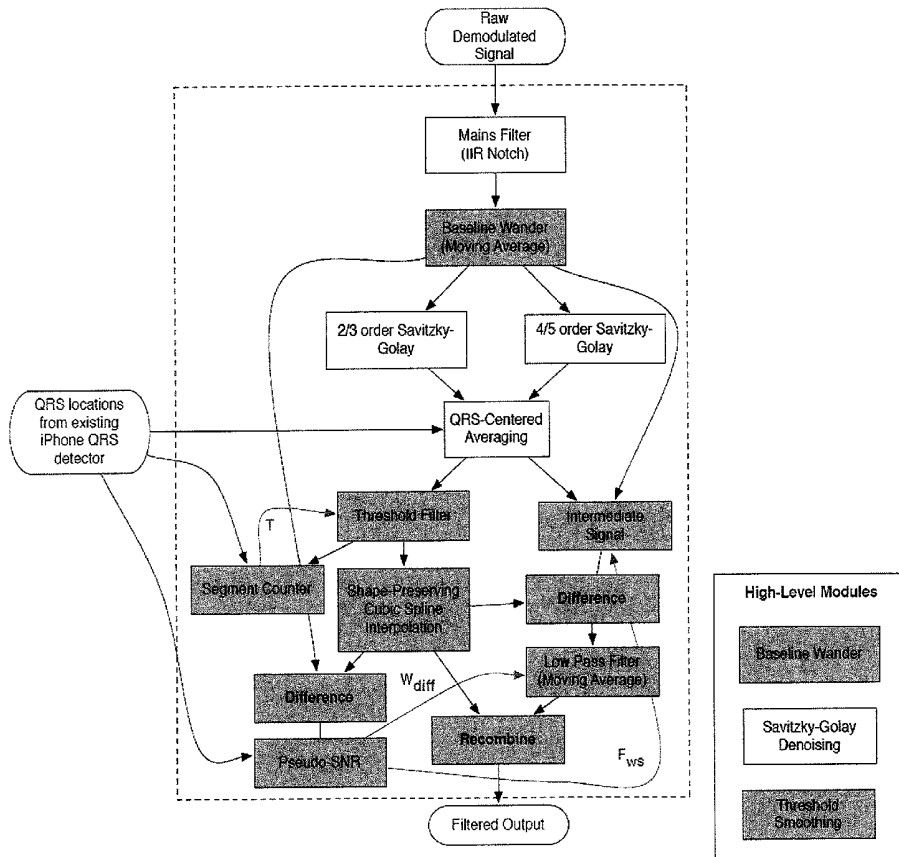 Raw
Demodulated
Signal
Mains Filter
(IIR Notch)
Baseline Wander
(Moving Average)
2/3 order Savitzky-
Golay
4/5 order Savitzky-
Golay
QRS locations
from existing
iPhone QRS
detector
QRS-Centered
Averaging
Threshold Filter
Intermediate
Signal
T
Segment Counter
Shape-Preserving
Cubic Spline
Interpolation
Difference
Low Pass Filter
(Moving Average)
Wdiff
Difference
Recombine
Pseudo SNR
Fws
Filtered Output
High-Level Modules
Baseline Wander
Savitzky-Golay
Denoising
Threshold
Smoothing